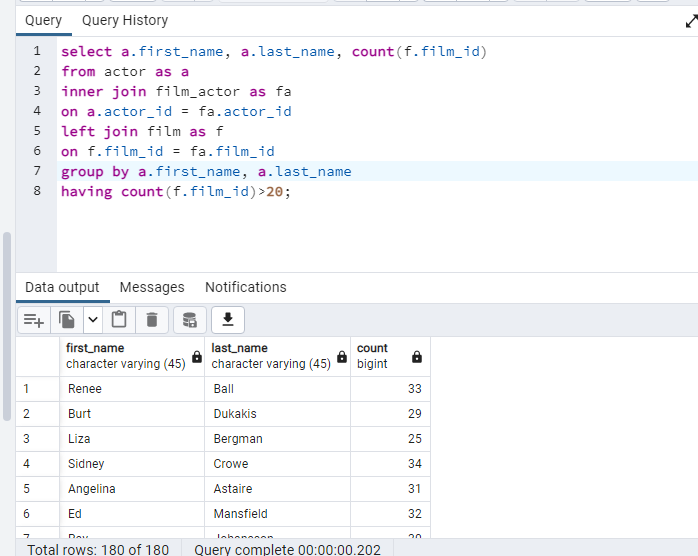 Query Query History
1 select a.first_name, a.last_name, count(f.film_id)
2 from actor as a
3 inner join film_actor as fa
4 on a.actor_id = fa.actor_id
5 left join film as f
6 on f.film_id = fa.film_id
7 group by a.first_name, a.last_name
8 having count(f.film_id)>20;
Data output Messages Notifications
first_name last_name count
character varying (45) character varying (45) bigint
1 Renee Ball 33
2 Burt Dukakis 29
3 Liza Bergman 25
4 Sidney Crowe 34
5 Angelina Astaire 31
6 Ed Mansfield 32
Total rows: 180 of 180 Query complete 00:00:00.202